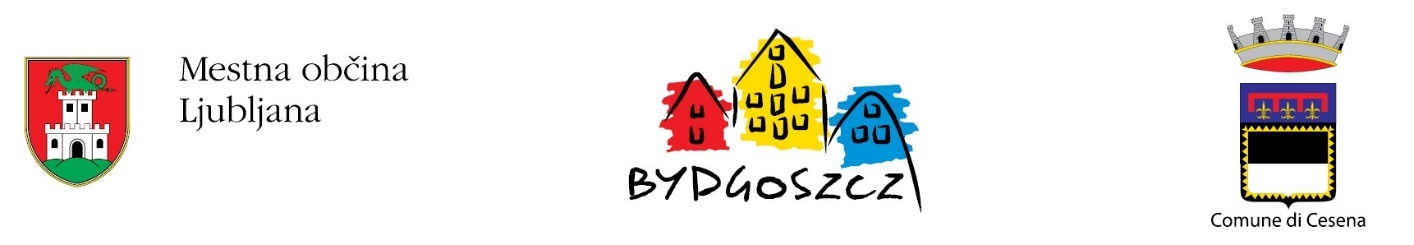 Mestna občina
Ljubljana
BYDGOSZCZ
Comune di Cesena